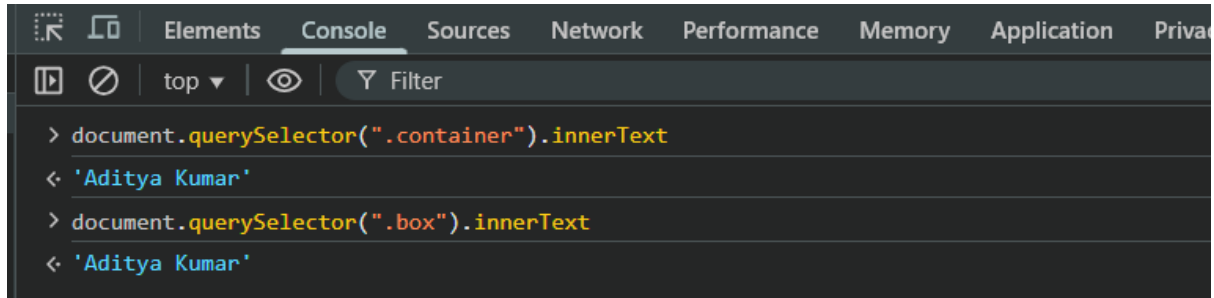 Elements Console Sources Network Performance Memory Application Priva
top Filter
> document.querySelector(".container").innerText
'Aditya Kumar'
> document.querySelector(".box").innerText
'Aditya Kumar'